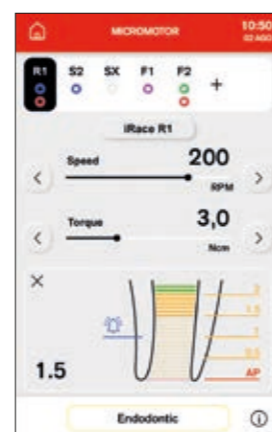 MICROMOTOR
10:50
02 AGO
R1 S2 SX F1 F2 +
iRace R1
Speed 200
RPM
Torque 3,0
Ncm
2
1.5
1
0.5
AP
1.5
Endodontic